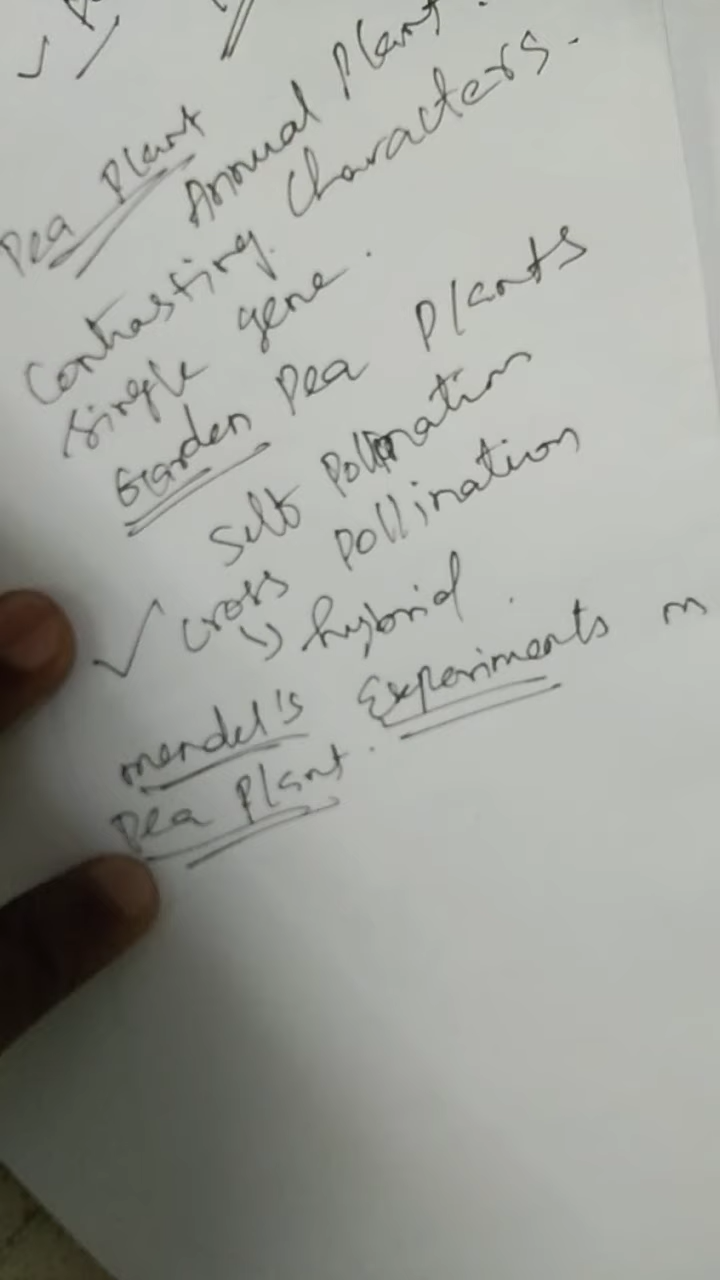 Pea Plant Annual Plant.
Contrasting Characters.
Single gene.
Garden Pea Plants
Self Pollination
Cross Pollination
hybrid.
mendel's Experiments
Pea Plant.